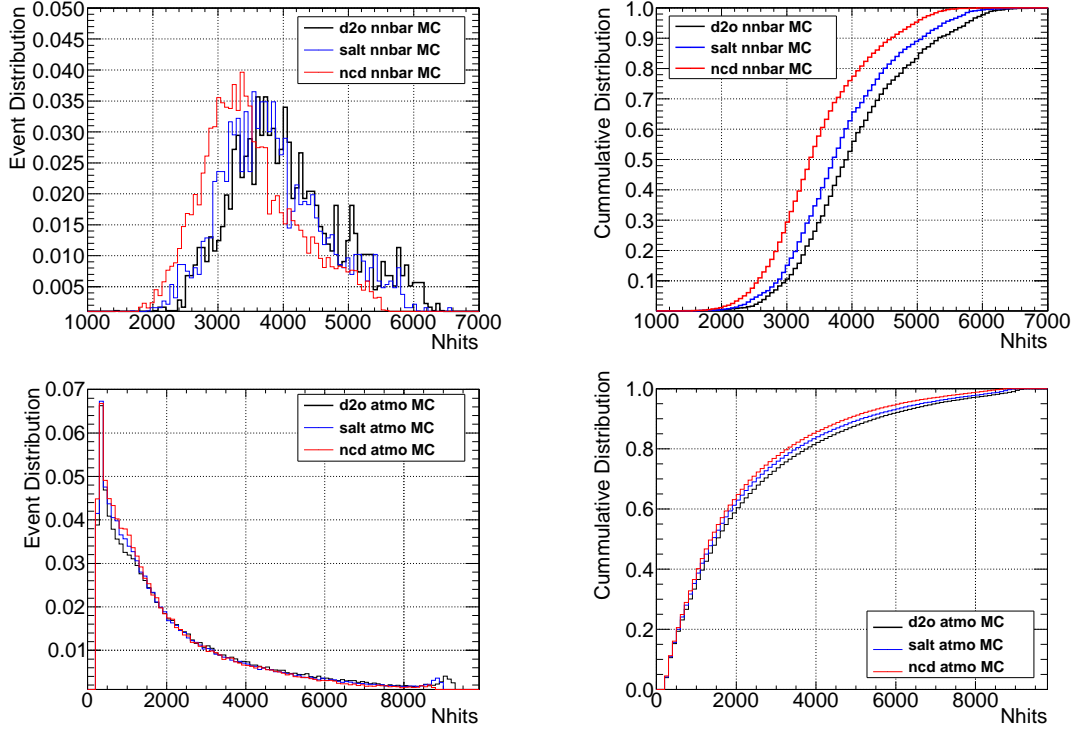 Event Distribution
0.050
0.045
0.040
0.035
0.030
0.025
0.020
0.015
0.010
0.005
d2o nnbar MC
salt nnbar MC
ncd nnbar MC
1000 2000 3000 4000 5000 6000 7000
Nhits
Cummulative Distribution
1.0
0.9
0.8
0.7
0.6
0.5
0.4
0.3
0.2
0.1
d2o nnbar MC
salt nnbar MC
ncd nnbar MC
1000 2000 3000 4000 5000 6000 7000
Nhits
Event Distribution
0.07
0.06
0.05
0.04
0.03
0.02
0.01
d2o atmo MC
salt atmo MC
ncd atmo MC
0 2000 4000 6000 8000
Nhits
Cummulative Distribution
1.0
0.8
0.6
0.4
0.2
0.0
d2o atmo MC
salt atmo MC
ncd atmo MC
0 2000 4000 6000 8000
Nhits